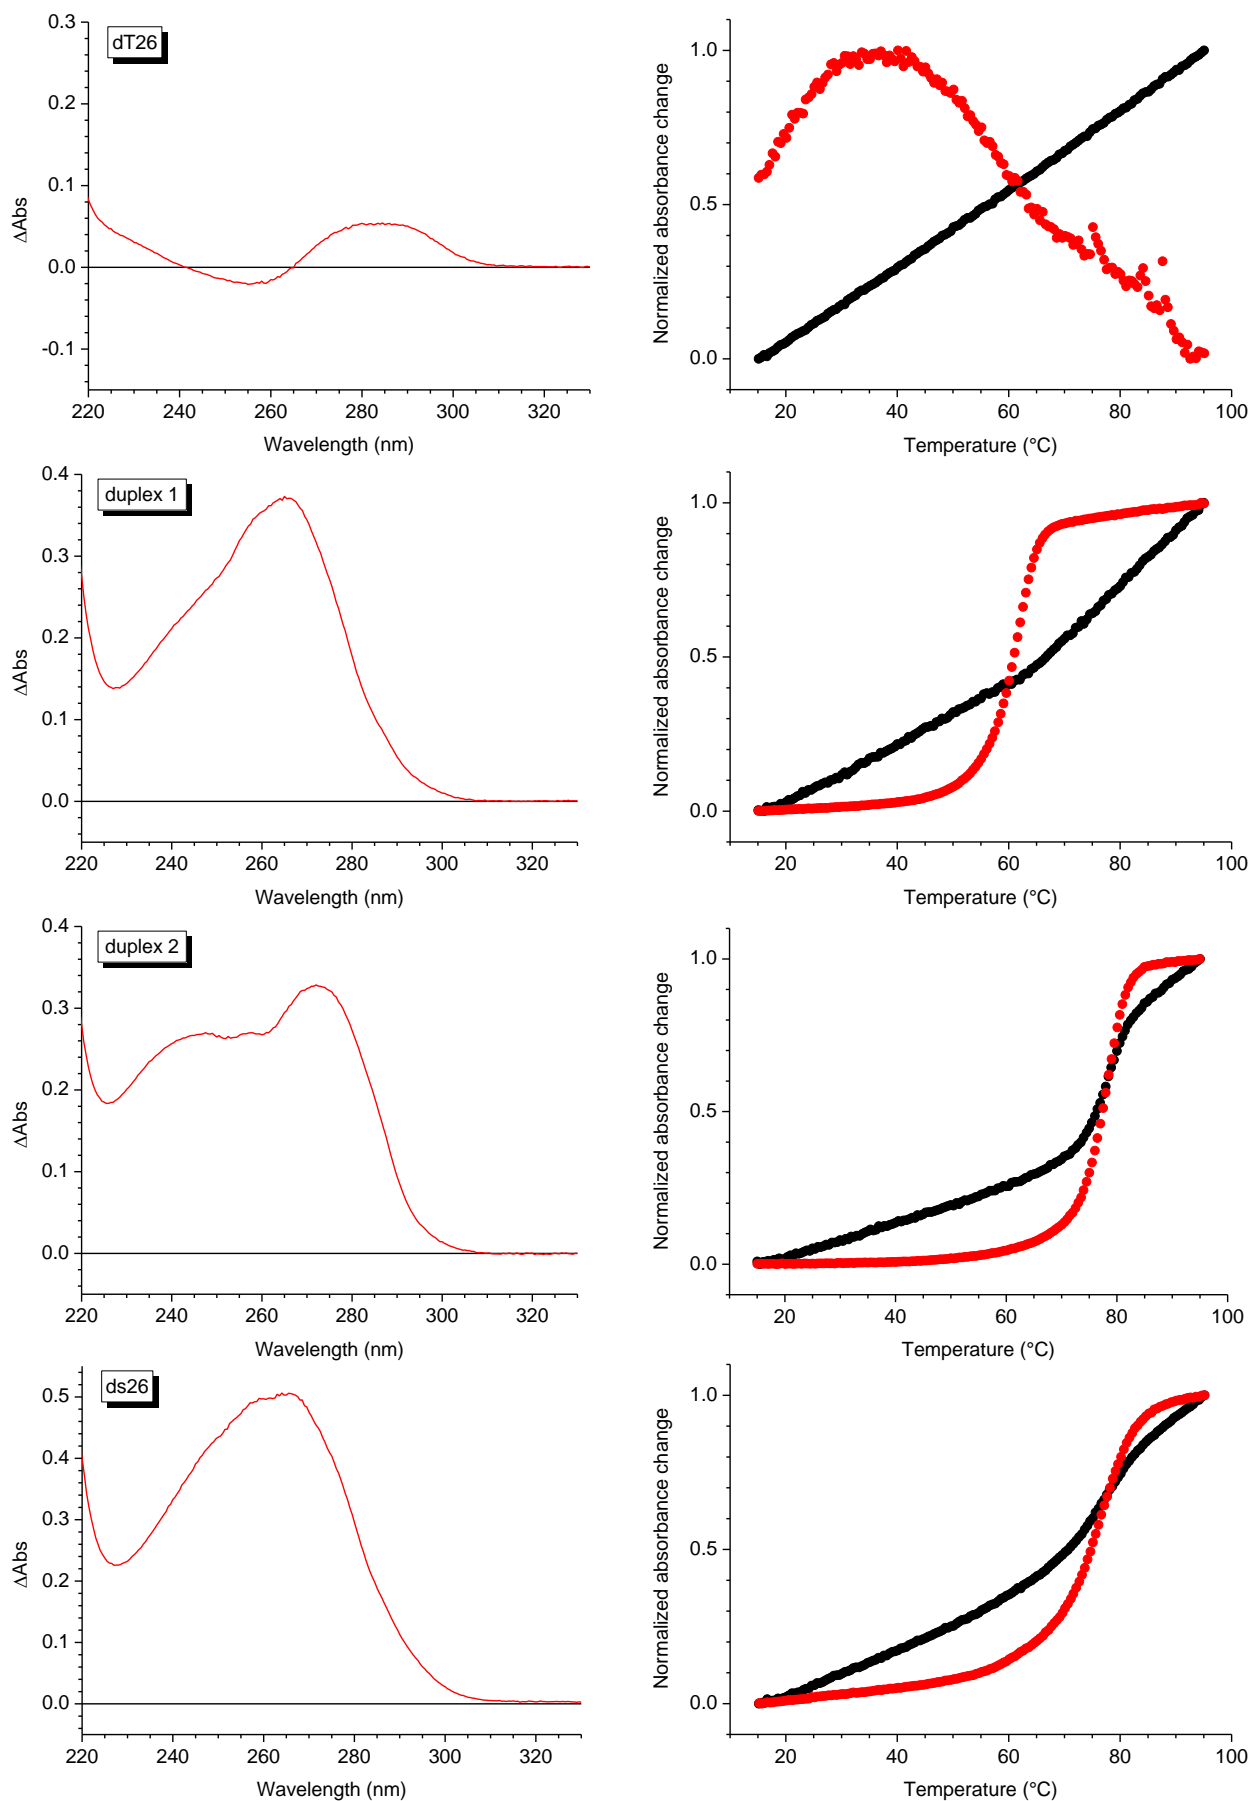 dT26
0.3
0.2
0.1
0.0
-0.1
ΔAbs
220 240 260 280 300 320
Wavelength (nm)
1.0
0.5
0.0
Normalized absorbance change
20 40 60 80 100
Temperature (°C)
duplex 1
0.4
0.3
0.2
0.1
0.0
ΔAbs
220 240 260 280 300 320
Wavelength (nm)
1.0
0.5
0.0
Normalized absorbance change
20 40 60 80 100
Temperature (°C)
duplex 2
0.4
0.3
0.2
0.1
0.0
ΔAbs
220 240 260 280 300 320
Wavelength (nm)
1.0
0.5
0.0
Normalized absorbance change
20 40 60 80 100
Temperature (°C)
ds26
0.5
0.4
0.3
0.2
0.1
0.0
ΔAbs
220 240 260 280 300 320
Wavelength (nm)
1.0
0.5
0.0
Normalized absorbance change
20 40 60 80 100
Temperature (°C)